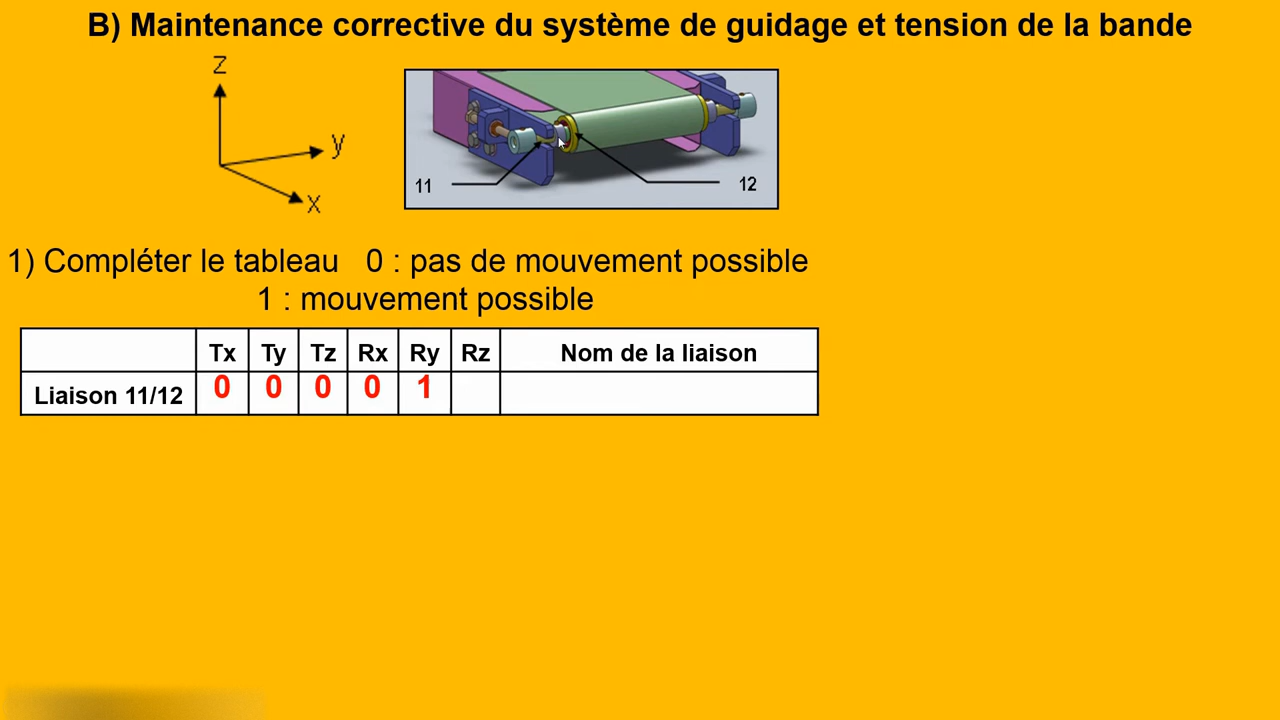 B) Maintenance corrective du système de guidage et tension de la bande
Z
y
x
11
12
1) Compléter le tableau 0 : pas de mouvement possible
1 : mouvement possible
Tx Ty Tz Rx Ry Rz Nom de la liaison
Liaison 11/12 0 0 0 0 1